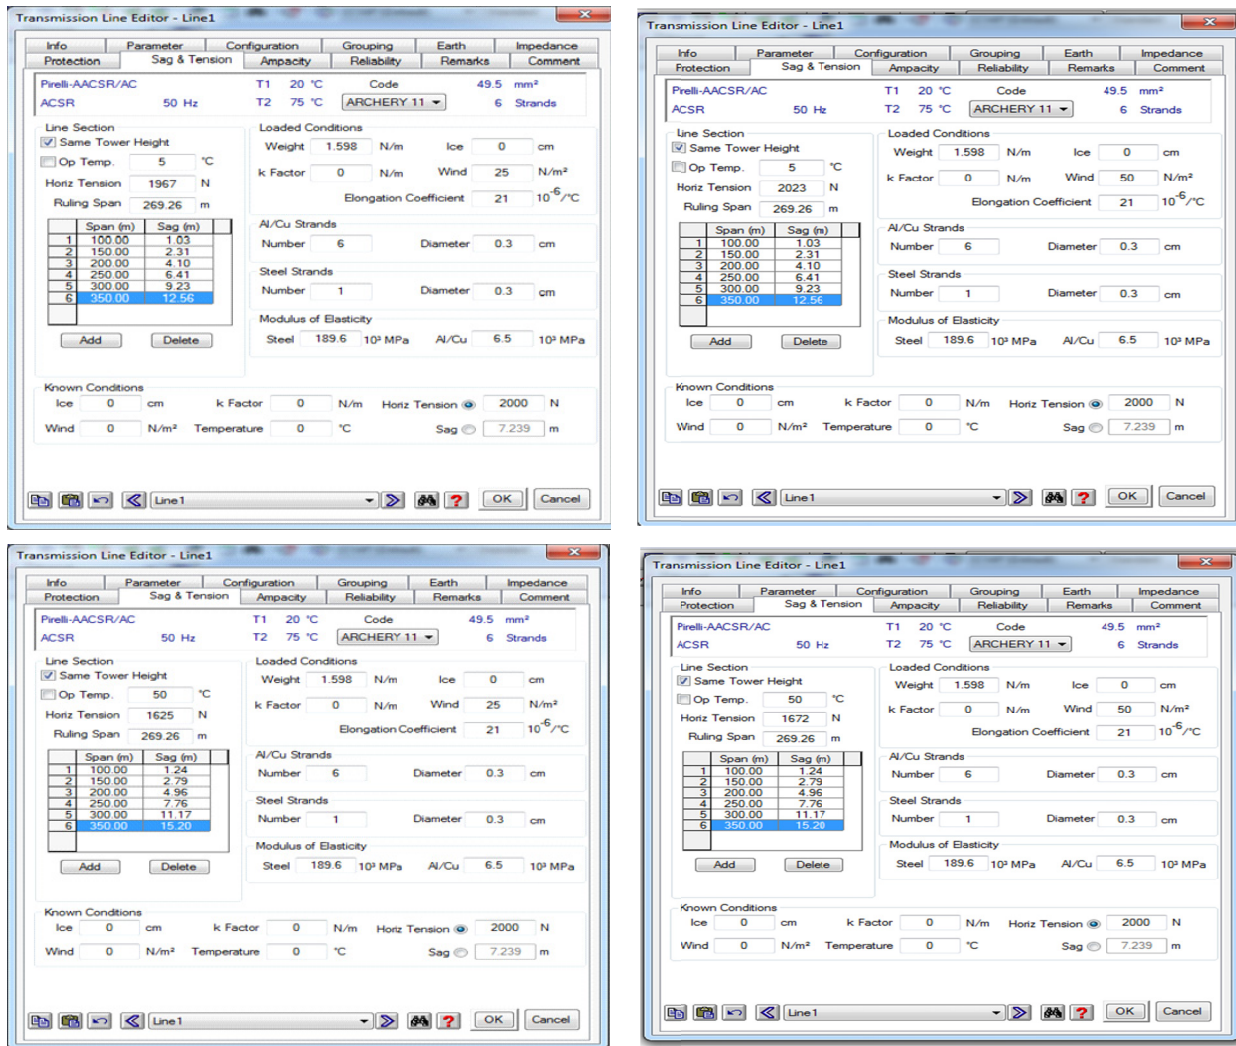 Transmission Line Editor - Line1
Info Parameter Configuration Grouping Earth Impedance
Protection Sag & Tension Ampacity Reliability Remarks Comment
Pirelli-AACSR/AC T1 20 °C Code 49.5 mm²
ACSR 50 Hz T2 75 °C ARCHERY 11 6 Strands
Line Section Loaded Conditions
Same Tower Height Weight 1.598 N/m Ice 0 cm
Op Temp. 5 °C k Factor 0 N/m Wind 25 N/m²
Horiz Tension 1967 N Elongation Coefficient 21 10-6/°C
Ruling Span 269.26 m
Span (m) Sag (m) Al/Cu Strands
1 100.00 1.03 Number 6 Diameter 0.3 cm
2 150.00 2.31
3 200.00 4.10 Steel Strands
4 250.00 6.41
5 300.00 9.23 Number 1 Diameter 0.3 cm
6 350.00 12.56
Modulus of Elasticity
Add Delete Steel 189.6 10³ MPa Al/Cu 6.5 10³ MPa
Known Conditions
Ice 0 cm k Factor 0 N/m Horiz Tension 2000 N
Wind 0 N/m² Temperature 0 °C Sag 7.239 m
Line1 ? OK Cancel
Transmission Line Editor - Line1
Info Parameter Configuration Grouping Earth Impedance
Protection Sag & Tension Ampacity Reliability Remarks Comment
Pirelli-AACSR/AC T1 20 °C Code 49.5 mm²
ACSR 50 Hz T2 75 °C ARCHERY 11 6 Strands
Line Section Loaded Conditions
Same Tower Height Weight 1.598 N/m Ice 0 cm
Op Temp. 5 °C k Factor 0 N/m Wind 50 N/m²
Horiz Tension 2023 N Elongation Coefficient 21 10-6/°C
Ruling Span 269.26 m
Span (m) Sag (m) Al/Cu Strands
1 100.00 1.03 Number 6 Diameter 0.3 cm
2 150.00 2.31
3 200.00 4.10 Steel Strands
4 250.00 6.41
5 300.00 9.23 Number 1 Diameter 0.3 cm
6 350.00 12.56
Modulus of Elasticity
Add Delete Steel 189.6 10³ MPa Al/Cu 6.5 10³ MPa
Known Conditions
Ice 0 cm k Factor 0 N/m Horiz Tension 2000 N
Wind 0 N/m² Temperature 0 °C Sag 7.239 m
Line1 ? OK Cancel
Transmission Line Editor - Line1
Info Parameter Configuration Grouping Earth Impedance
Protection Sag & Tension Ampacity Reliability Remarks Comment
Pirelli-AACSR/AC T1 20 °C Code 49.5 mm²
ACSR 50 Hz T2 75 °C ARCHERY 11 6 Strands
Line Section Loaded Conditions
Same Tower Height Weight 1.598 N/m Ice 0 cm
Op Temp. 50 °C k Factor 0 N/m Wind 25 N/m²
Horiz Tension 1625 N Elongation Coefficient 21 10-6/°C
Ruling Span 269.26 m
Span (m) Sag (m) Al/Cu Strands
1 100.00 1.24 Number 6 Diameter 0.3 cm
2 150.00 2.79
3 200.00 4.96 Steel Strands
4 250.00 7.76
5 300.00 11.17 Number 1 Diameter 0.3 cm
6 350.00 15.20
Modulus of Elasticity
Add Delete Steel 189.6 10³ MPa Al/Cu 6.5 10³ MPa
Known Conditions
Ice 0 cm k Factor 0 N/m Horiz Tension 2000 N
Wind 0 N/m² Temperature 0 °C Sag 7.239 m
Line1 ? OK Cancel
Transmission Line Editor - Line1
Info Parameter Configuration Grouping Earth Impedance
Protection Sag & Tension Ampacity Reliability Remarks Comment
Pirelli-AACSR/AC T1 20 °C Code 49.5 mm²
ACSR 50 Hz T2 75 °C ARCHERY 11 6 Strands
Line Section Loaded Conditions
Same Tower Height Weight 1.598 N/m Ice 0 cm
Op Temp. 50 °C k Factor 0 N/m Wind 50 N/m²
Horiz Tension 1672 N Elongation Coefficient 21 10-6/°C
Ruling Span 269.26 m
Span (m) Sag (m) Al/Cu Strands
1 100.00 1.24 Number 6 Diameter 0.3 cm
2 150.00 2.79
3 200.00 4.96 Steel Strands
4 250.00 7.76
5 300.00 11.17 Number 1 Diameter 0.3 cm
6 350.00 15.20
Modulus of Elasticity
Add Delete Steel 189.6 10³ MPa Al/Cu 6.5 10³ MPa
Known Conditions
Ice 0 cm k Factor 0 N/m Horiz Tension 2000 N
Wind 0 N/m² Temperature 0 °C Sag 7.239 m
Line1 ? OK Cancel